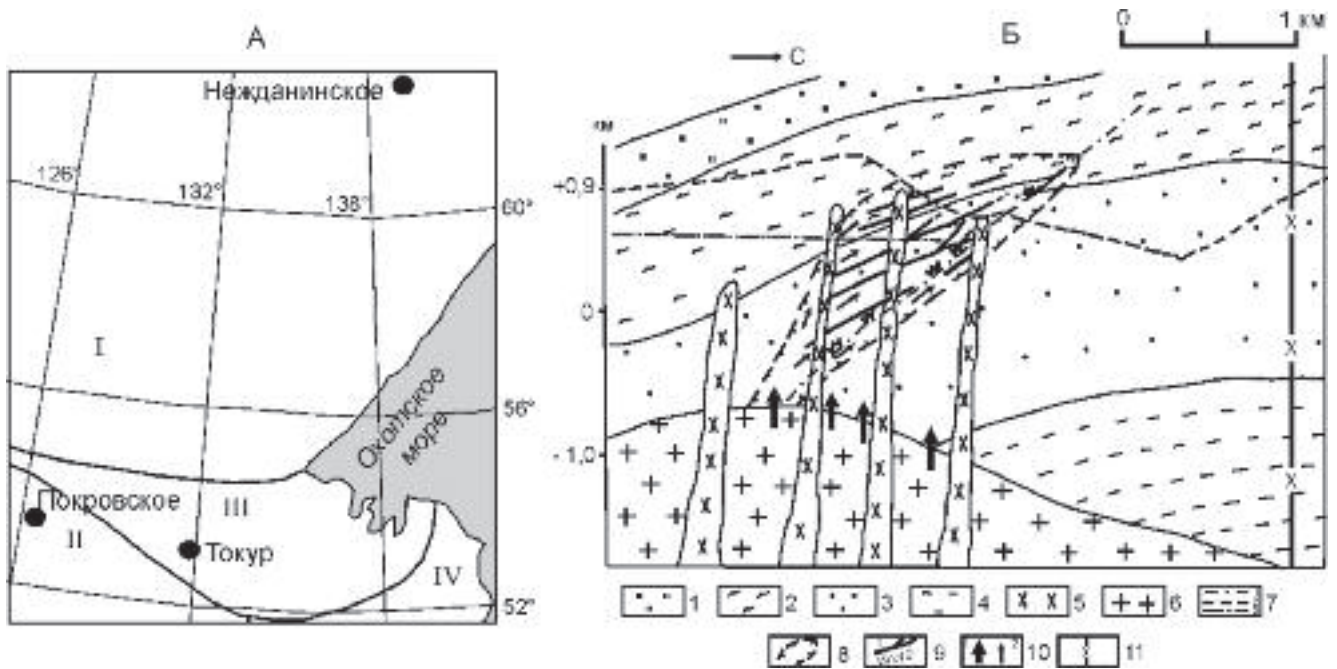 А
Нежданинское
126°
132°
138°
60°
I
Охотское
море
56°
Покровское
III
II
Токур
IV
52°
Б
0
1 км
С
км
+0,9
0
- 1,0
1
2
3
4
5
6
7
8
9
10
11